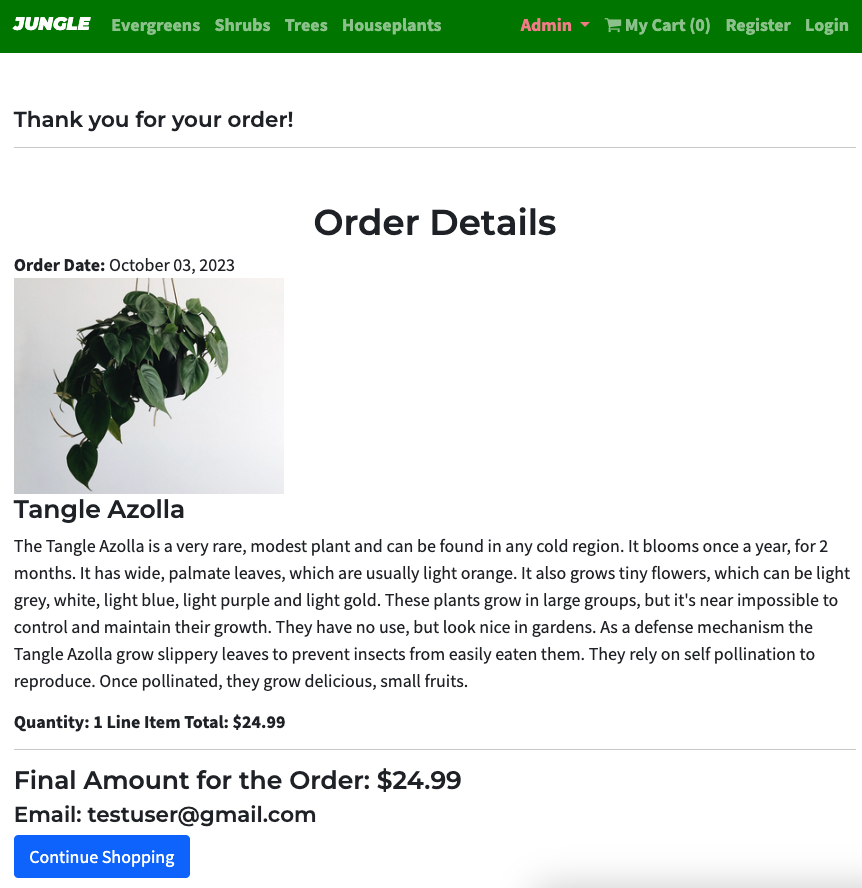 JUNGLE Evergreens Shrubs Trees Houseplants Admin My Cart (0) Register Login
Thank you for your order!
Order Details
Order Date: October 03, 2023
Tangle Azolla
The Tangle Azolla is a very rare, modest plant and can be found in any cold region. It blooms once a year, for 2
months. It has wide, palmate leaves, which are usually light orange. It also grows tiny flowers, which can be light
grey, white, light blue, light purple and light gold. These plants grow in large groups, but it's near impossible to
control and maintain their growth. They have no use, but look nice in gardens. As a defense mechanism the
Tangle Azolla grow slippery leaves to prevent insects from easily eaten them. They rely on self pollination to
reproduce. Once pollinated, they grow delicious, small fruits.
Quantity: 1 Line Item Total: $24.99
Final Amount for the Order: $24.99
Email: testuser@gmail.com
Continue Shopping